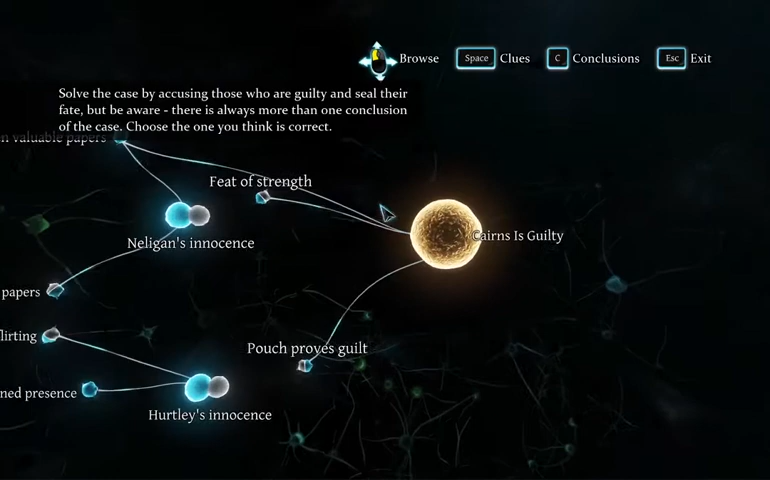 Browse
Space
Clues
C
Conclusions
Esc
Exit
Solve the case by accusing those who are guilty and seal their
fate, but be aware - there is always more than one conclusion
of the case. Choose the one you think is correct.
valuable papers
Feat of strength
Neligan's innocence
Cairns Is Guilty
papers
Pouch proves guilt
presence
Hurtley's innocence